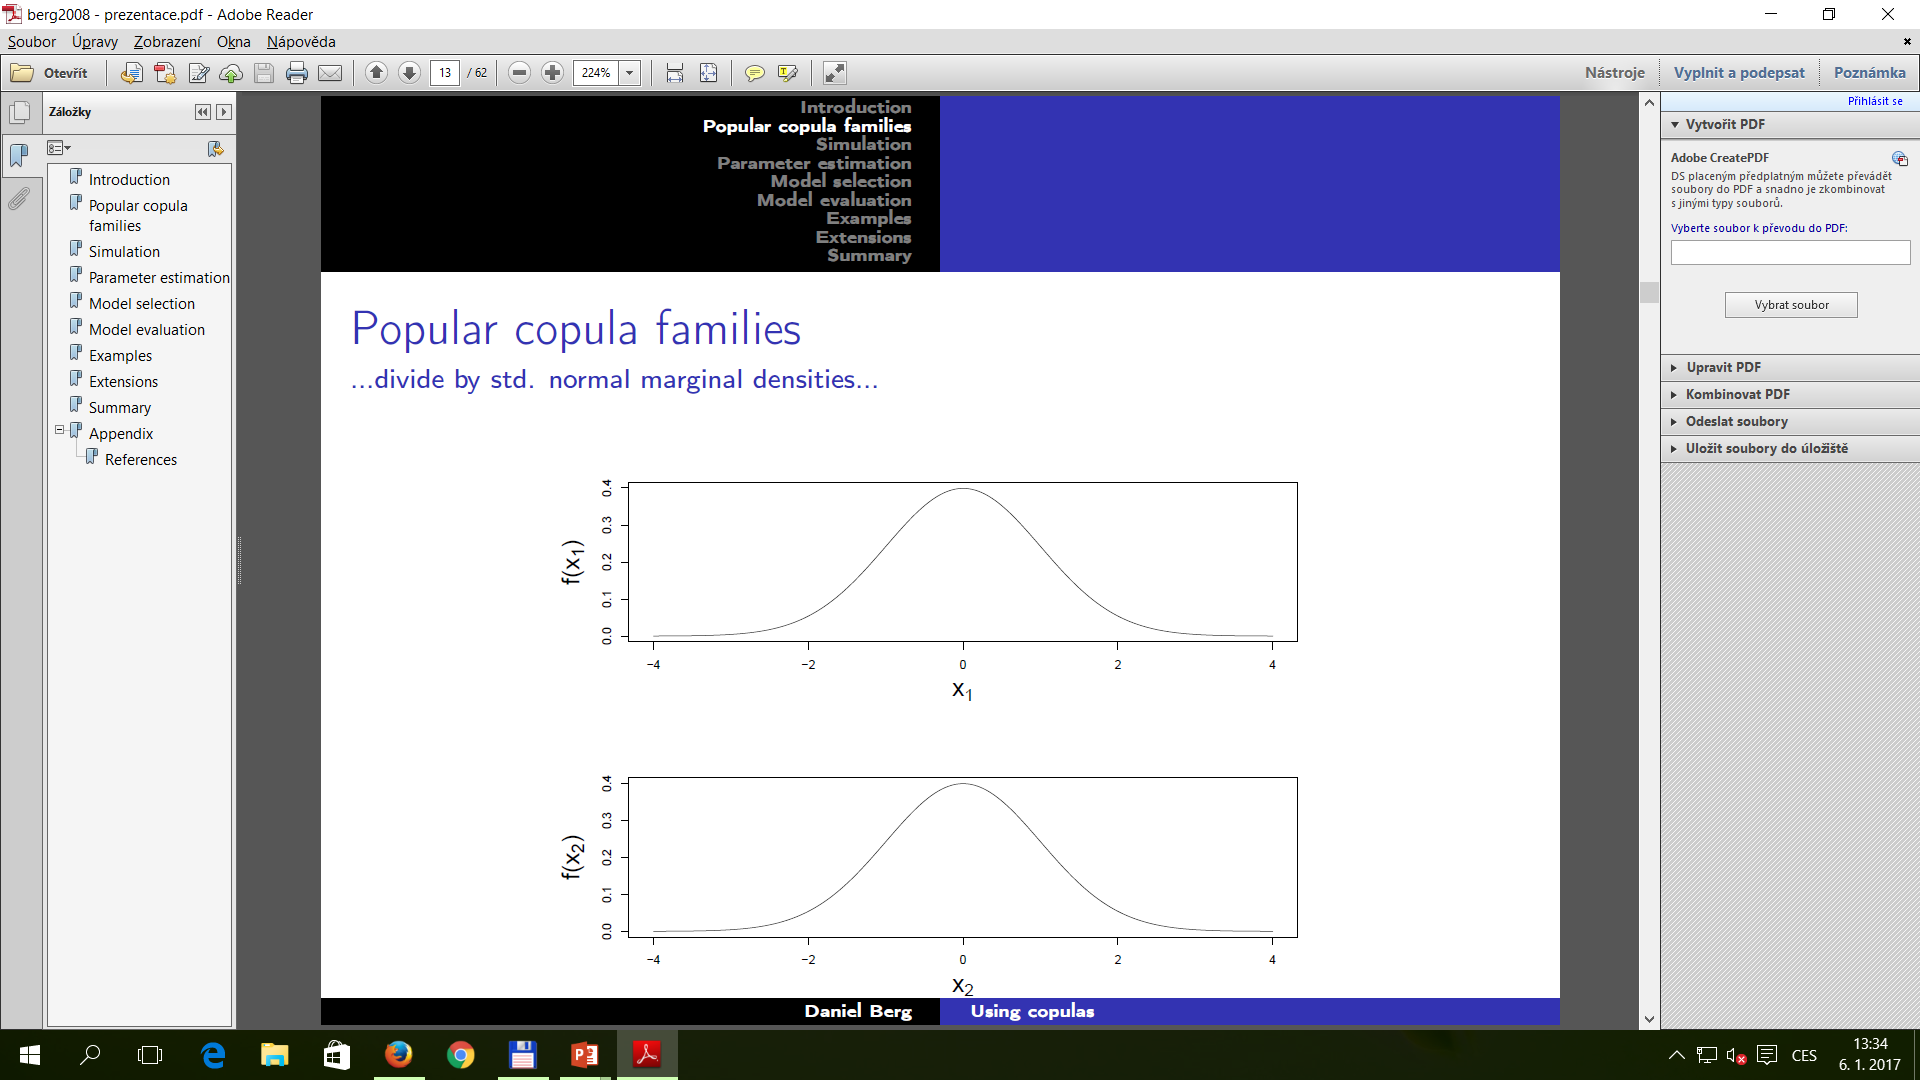 berg2008 - prezentace.pdf - Adobe Reader
Soubor Úpravy Zobrazení Okna Nápověda
Otevřít 13 / 62 224% Nástroje Vyplnit a podepsat Poznámka
Záložky
Introduction
Popular copula
families
Simulation
Parameter estimation
Model selection
Model evaluation
Examples
Extensions
Summary
Appendix
References
Introduction
Popular copula families
Simulation
Parameter estimation
Model selection
Model evaluation
Examples
Extensions
Summary
Popular copula families
...divide by std. normal marginal densities...
f(x1)
0.4
0.3
0.2
0.1
0.0
−4 −2 0 2 4
x1
f(x2)
0.4
0.3
0.2
0.1
0.0
−4 −2 0 2 4
x2
Daniel Berg Using copulas
Přihlásit se
Vytvořit PDF
Adobe CreatePDF
DS placeným předplatným můžete převádět
soubory do PDF a snadno je zkombinovat
s jinými typy souborů.
Vyberte soubor k převodu do PDF:
Vybrat soubor
Upravit PDF
Kombinovat PDF
Odeslat soubory
Uložit soubory do úložiště
CES
13:34
6. 1. 2017